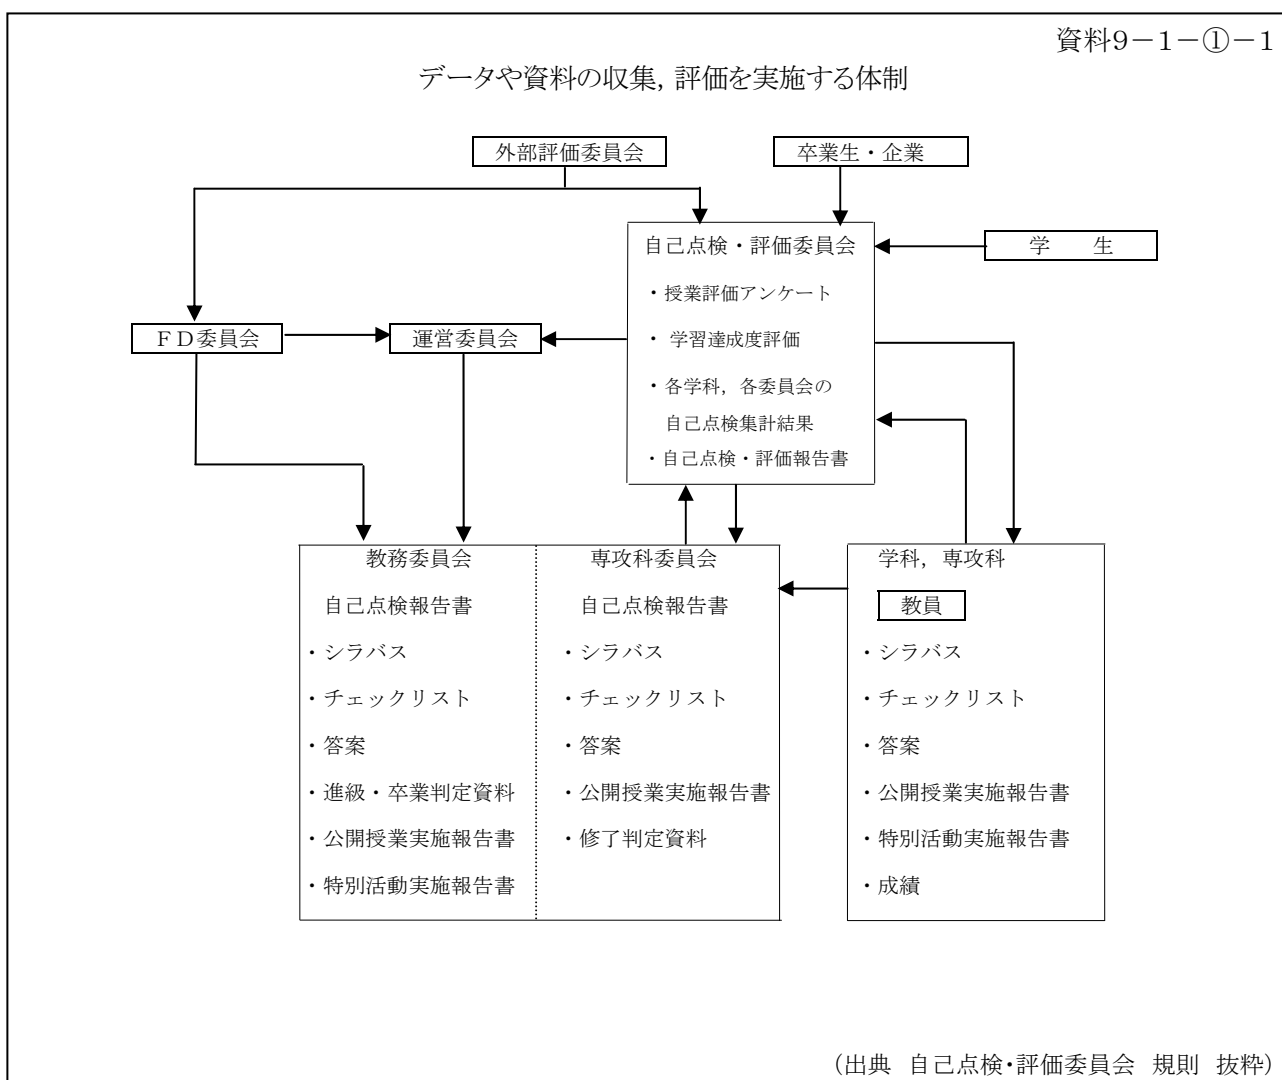 資料9-1-①-1
データや資料の収集,評価を実施する体制
外部評価委員会
卒業生・企業
自己点検・評価委員会
学　　生
・授業評価アンケート
FD委員会
運営委員会
・ 学習達成度評価
・各学科,各委員会の
自己点検集計結果
・自己点検・評価報告書
教務委員会
自己点検報告書
・シラバス
・チェックリスト
・答案
・進級・卒業判定資料
・公開授業実施報告書
・特別活動実施報告書
専攻科委員会
自己点検報告書
・シラバス
・チェックリスト
・答案
・公開授業実施報告書
・修了判定資料
学科,専攻科
教員
・シラバス
・チェックリスト
・答案
・公開授業実施報告書
・特別活動実施報告書
・成績
(出典 自己点検・評価委員会 規則 抜粋)